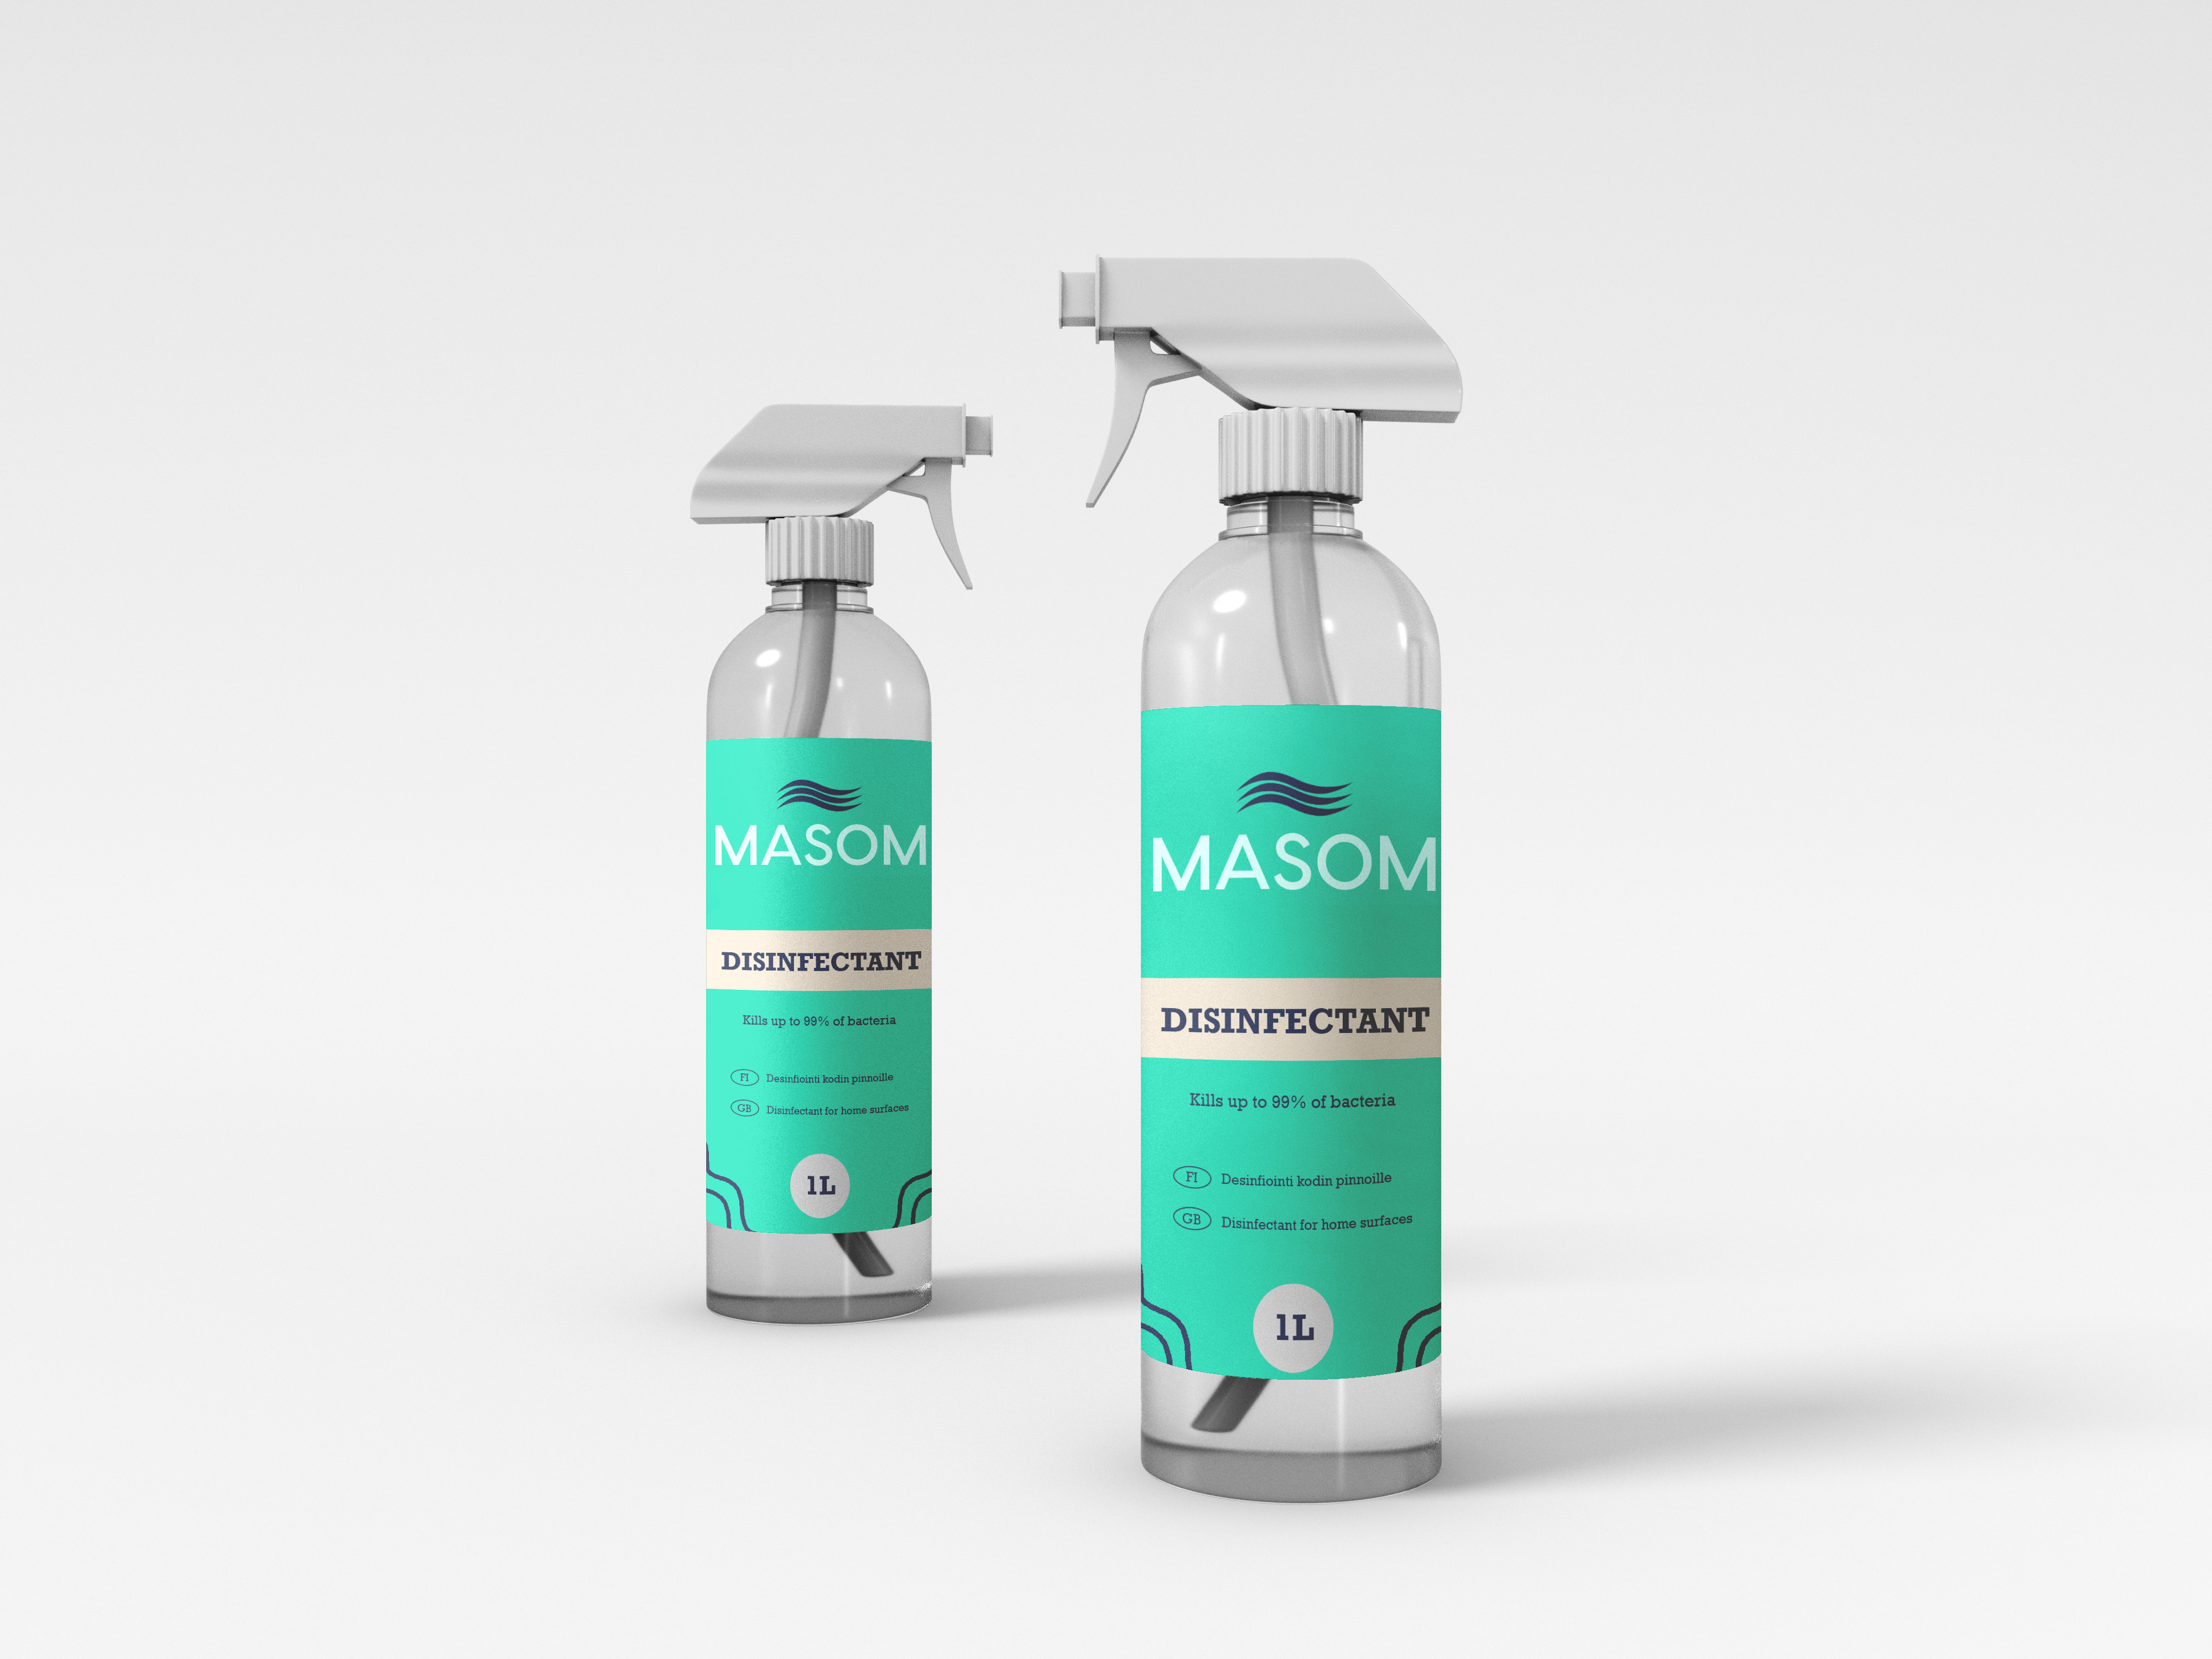 MASOM
DISINFECTANT
Kills up to 99% of bacteria
FI Desinfiointi kodin pinnoille
GB Disinfectant for home surfaces
1L
MASOM
DISINFECTANT
Kills up to 99% of bacteria
FI Desinfiointi kodin pinnoille
GB Disinfectant for home surfaces
1L